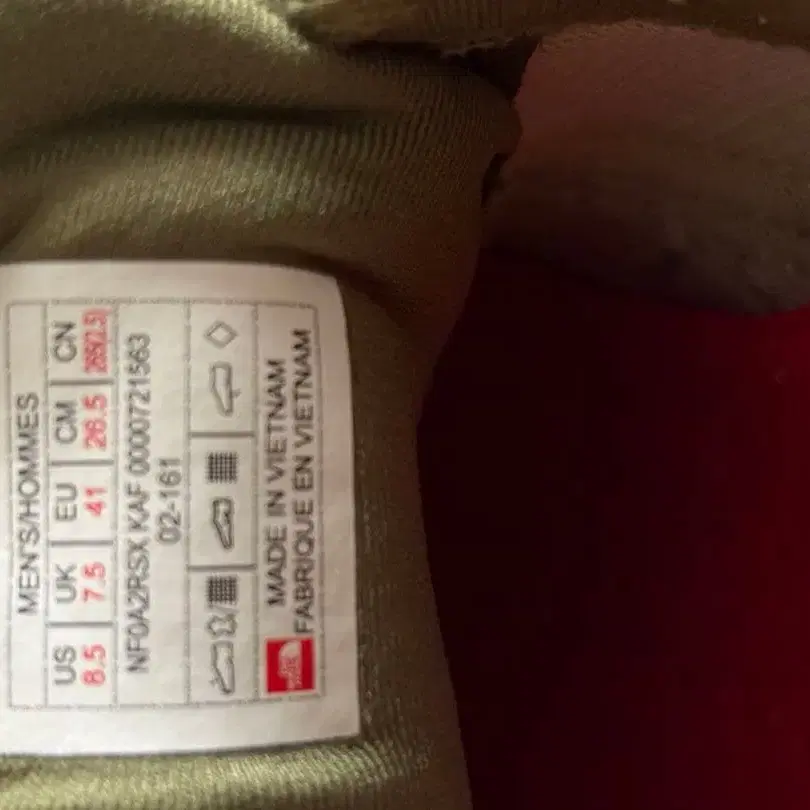 MEN'S/HOMMES
US UK EU CM CN
8.5 7.5 41 26.5 265(2.5)
NF0A2RSX KAF 0000721563
02-161
MADE IN VIETNAM
FABRIQUE EN VIETNAM